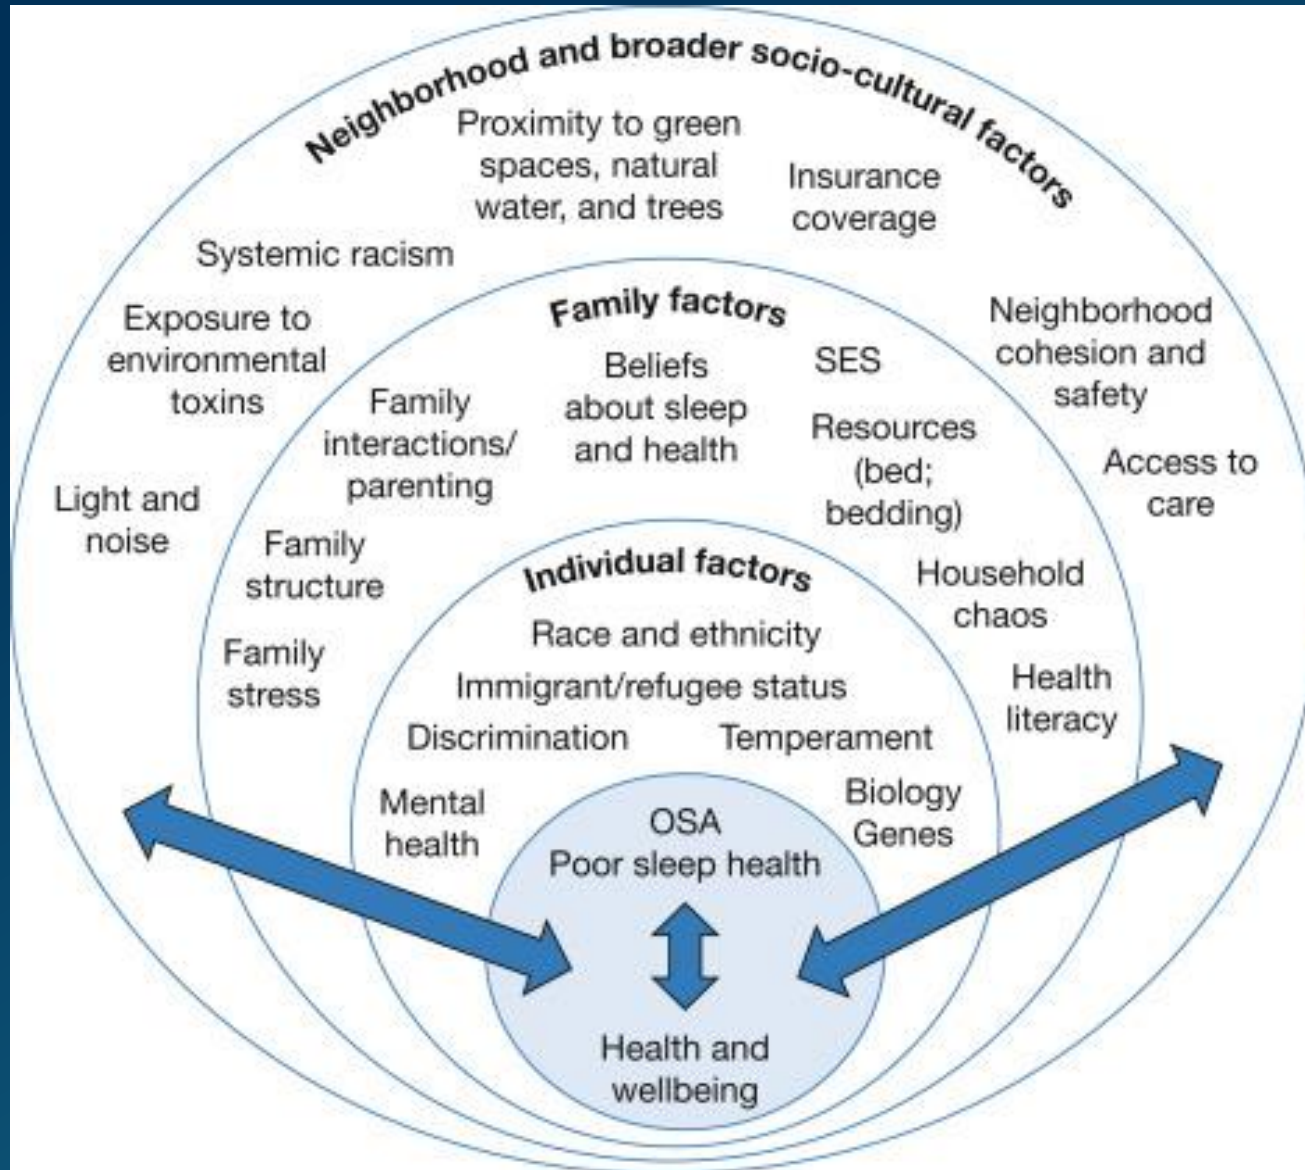 Neighborhood and broader socio-cultural factors
Proximity to green
spaces, natural
water, and trees
Insurance
coverage
Systemic racism
Exposure to
environmental
toxins
Neighborhood
cohesion and
safety
Light and
noise
Access to
care
Family factors
Beliefs
about sleep
and health
SES
Family
interactions/
parenting
Resources
(bed;
bedding)
Family
structure
Household
chaos
Family
stress
Health
literacy
Individual factors
Race and ethnicity
Immigrant/refugee status
Discrimination
Temperament
Mental
health
Biology
Genes
OSA
Poor sleep health
Health and
wellbeing